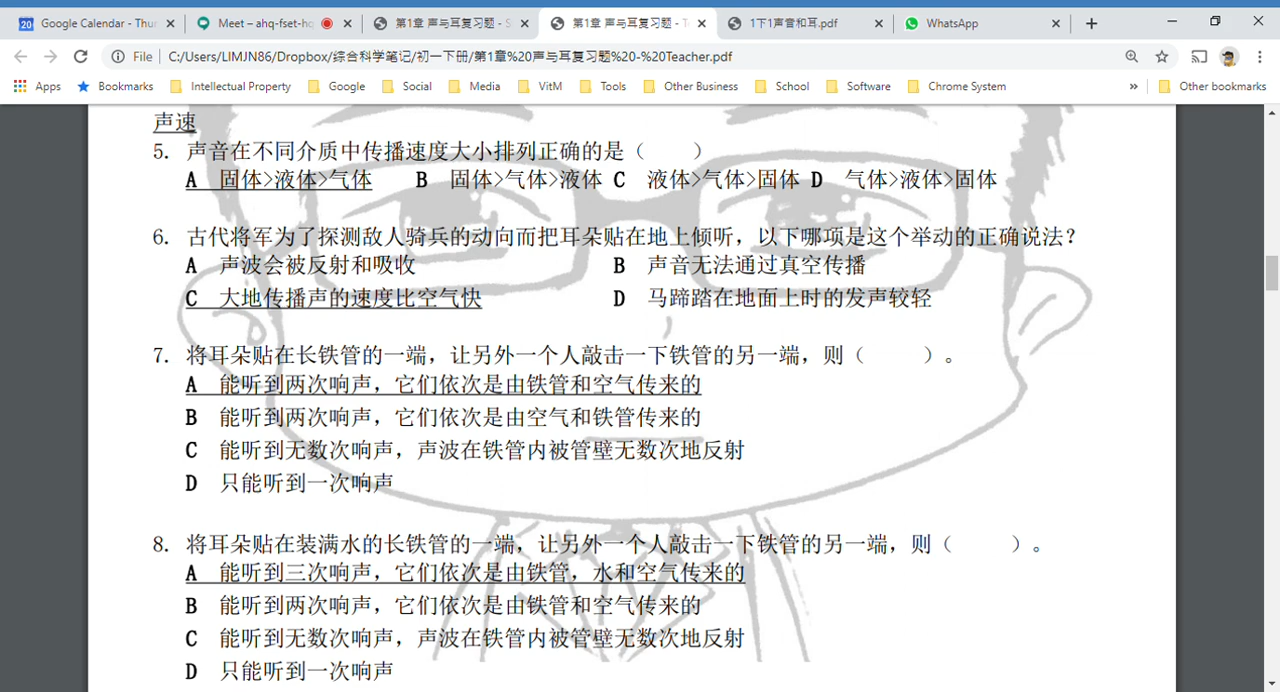 20 Google Calendar - Thur
Meet – ahq-fset-hq
第1章 声与耳复习题 - S
第1章 声与耳复习题 - Te
1下1声音和耳.pdf
WhatsApp
File C:/Users/LIMJN86/Dropbox/综合科学笔记/初一下册/第1章%20声与耳复习题%20-%20Teacher.pdf
Apps Bookmarks Intellectual Property Google Social Media VitM Tools Other Business School Software Chrome System » Other bookmarks
声速
5. 声音在不同介质中传播速度大小排列正确的是（ ）
A 固体>液体>气体 B 固体>气体>液体 C 液体>气体>固体 D 气体>液体>固体
6. 古代将军为了探测敌人骑兵的动向而把耳朵贴在地上倾听，以下哪项是这个举动的正确说法？
A 声波会被反射和吸收 B 声音无法通过真空传播
C 大地传播声的速度比空气快 D 马蹄踏在地面上时的发声较轻
7. 将耳朵贴在长铁管的一端，让另外一个人敲击一下铁管的另一端，则（ ）。
A 能听到两次响声，它们依次是由铁管和空气传来的
B 能听到两次响声，它们依次是由空气和铁管传来的
C 能听到无数次响声，声波在铁管内被管壁无数次地反射
D 只能听到一次响声
8. 将耳朵贴在装满水的长铁管的一端，让另外一个人敲击一下铁管的另一端，则（ ）。
A 能听到三次响声，它们依次是由铁管，水和空气传来的
B 能听到两次响声，它们依次是由铁管和空气传来的
C 能听到无数次响声，声波在铁管内被管壁无数次地反射
D 只能听到一次响声